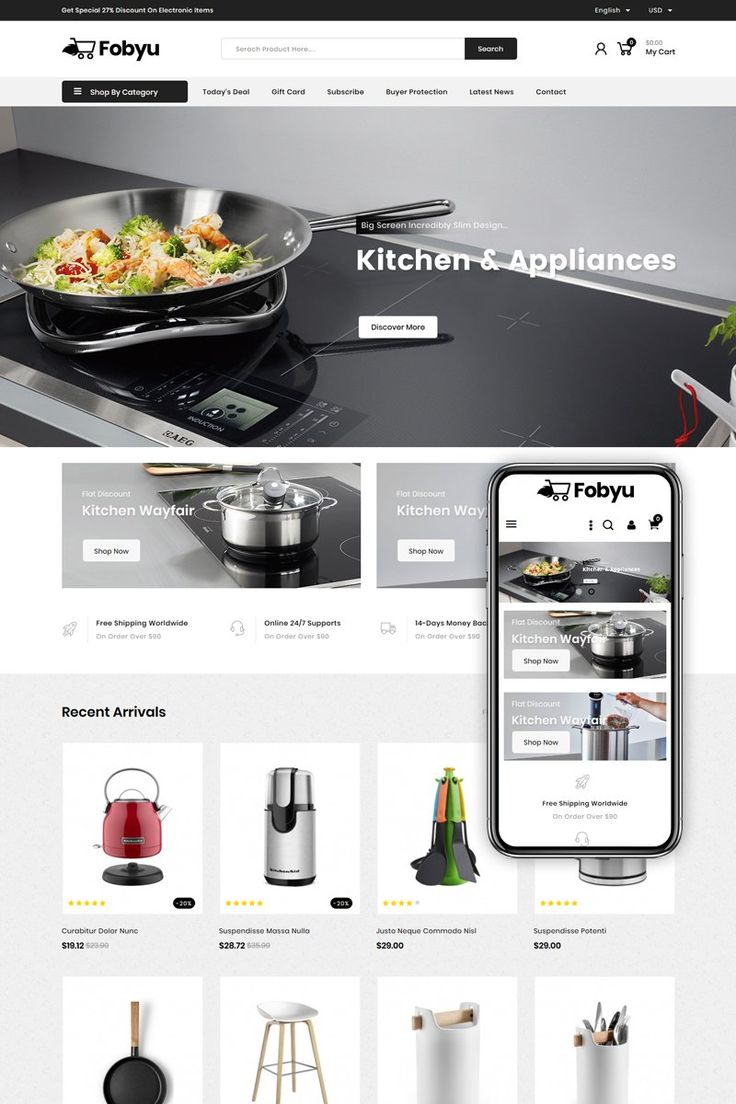 Get Special 27% Discount On Electronic Items
English
USD
Fobyu
Serach Product Here....
Search
0
$0.00
My Cart
Shop By Category
Today's Deal
Gift Card
Subscribe
Buyer Protection
Latest News
Contact
Big Screen Incredibly Slim Design...
Kitchen & Appliances
Discover More
4
INDUCTION
AEG
Flat Discount
Kitchen Wayfair
Shop Now
Flat Discount
Kitchen Way
Shop Now
Free Shipping Worldwide
On Order Over $90
Online 24/7 Supports
On Order Over $90
14-Days Money Bac
On Order Over $90
Fobyu
0
Kitchen & Appliances
Flat Discount
Kitchen Wayfair
Shop Now
Flat Discount
Kitchen Wayfair
Shop Now
Free Shipping Worldwide
On Order Over $90
Recent Arrivals
KitchenAid
-20%
Curabitur Dolor Nunc
$19.12 $23.90
KitchenAid
-20%
Suspendisse Massa Nulla
$28.72 $35.90
Justo Neque Commodo Nisl
$29.00
Suspendisse Potenti
$29.00